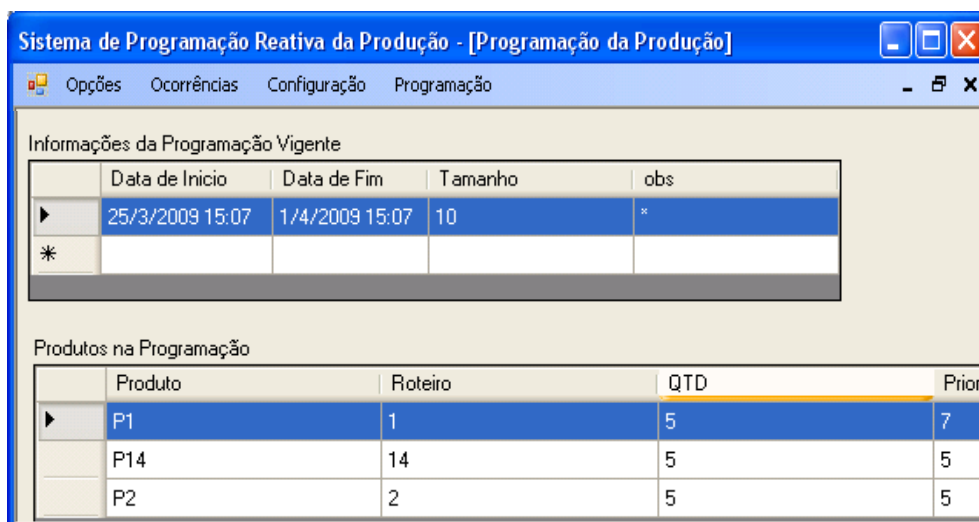 Sistema de Programação Reativa da Produção - [Programação da Produção]
Opções Ocorrências Configuração Programação
Informações da Programação Vigente
Data de Inicio Data de Fim Tamanho obs
25/3/2009 15:07 1/4/2009 15:07 10 *
Produtos na Programação
Produto Roteiro QTD Prior
P1 1 5 7
P14 14 5 5
P2 2 5 5